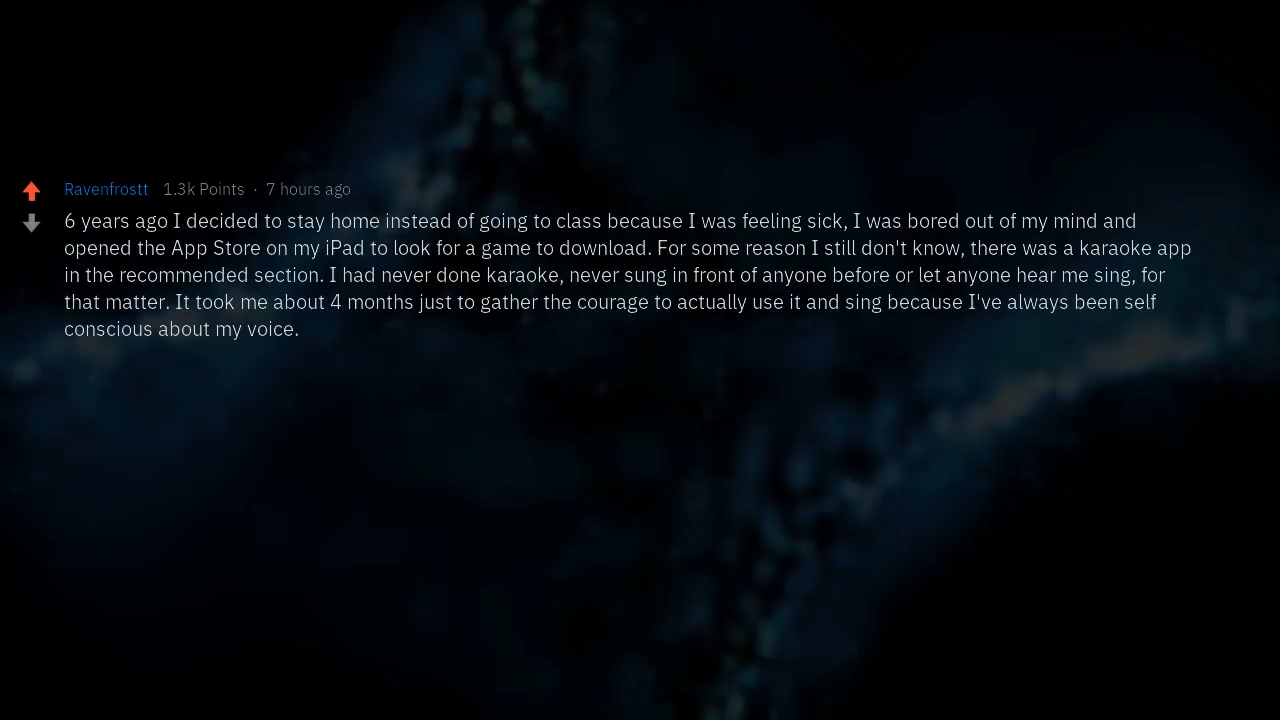 Ravenfrostt 1.3k Points · 7 hours ago
6 years ago I decided to stay home instead of going to class because I was feeling sick, I was bored out of my mind and
opened the App Store on my iPad to look for a game to download. For some reason I still don't know, there was a karaoke app
in the recommended section. I had never done karaoke, never sung in front of anyone before or let anyone hear me sing, for
that matter. It took me about 4 months just to gather the courage to actually use it and sing because I've always been self
conscious about my voice.